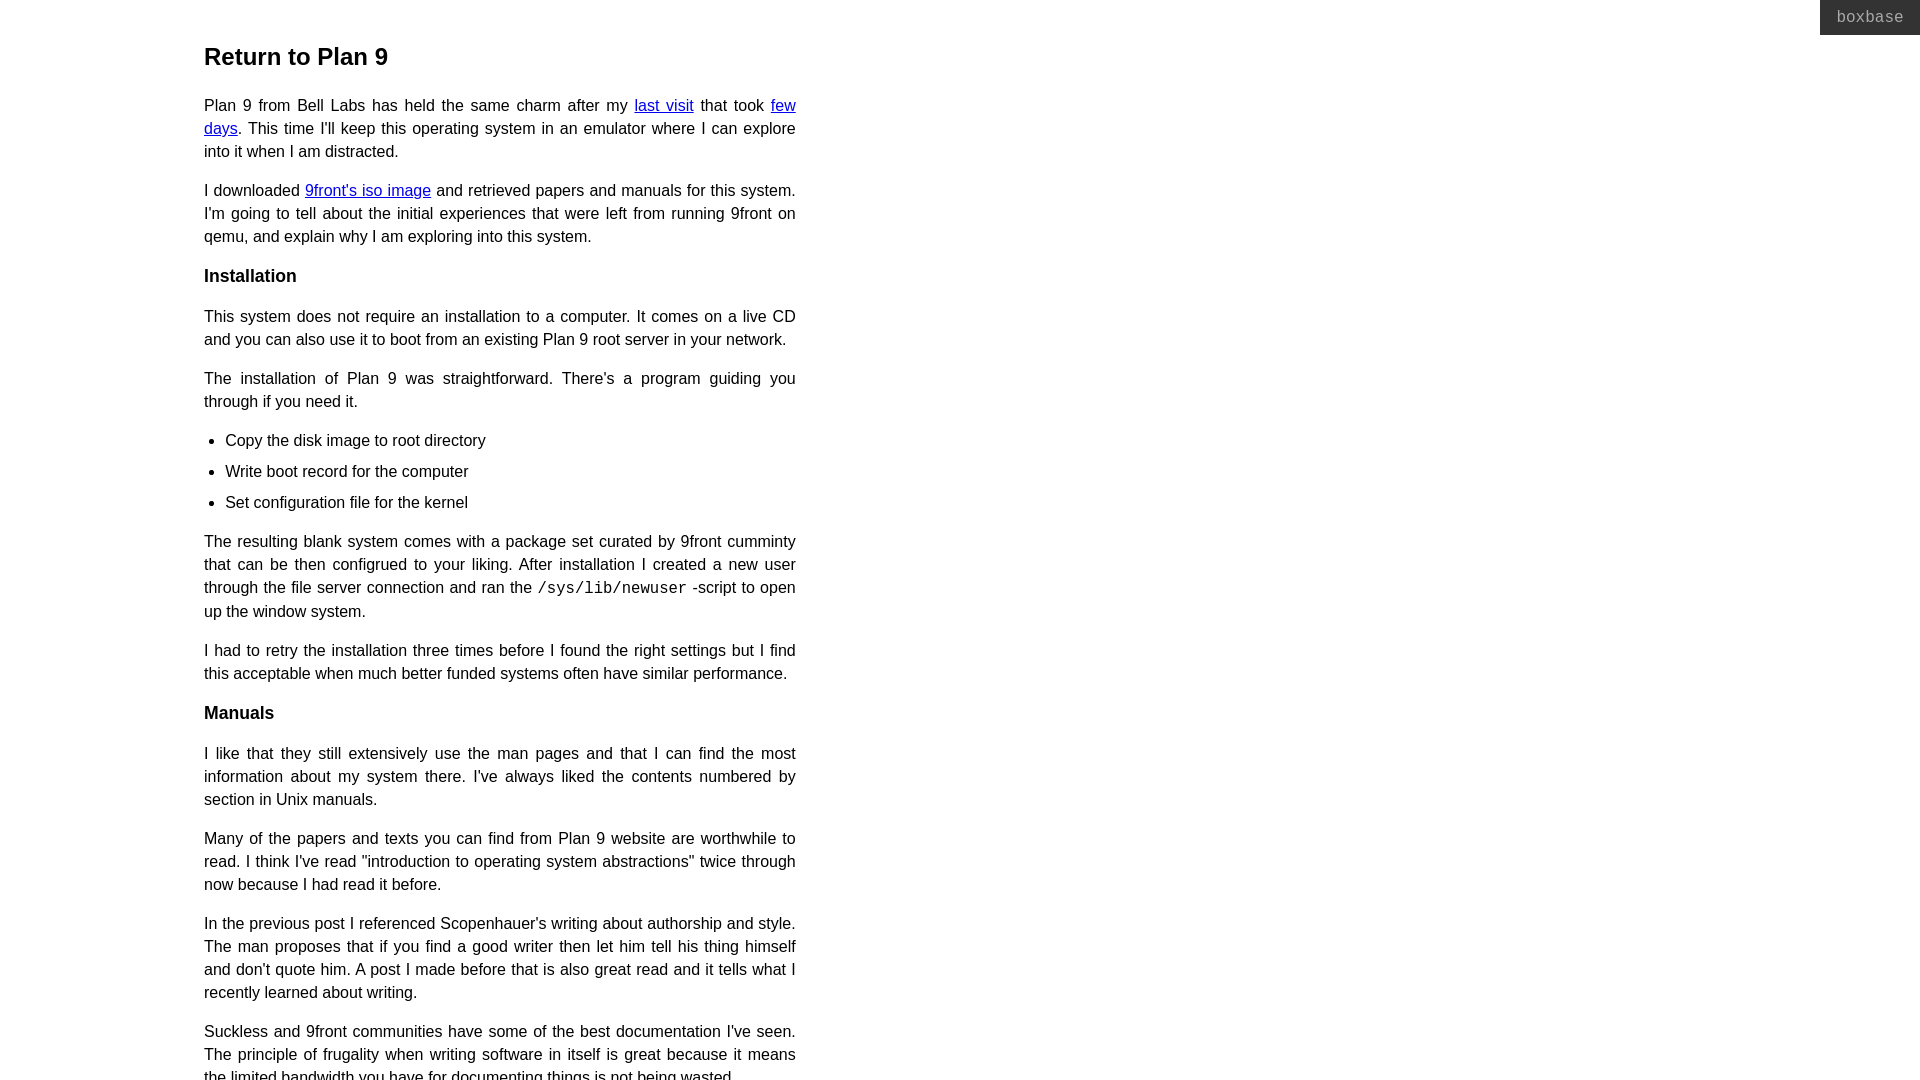 boxbase
Return to Plan 9
Plan 9 from Bell Labs has held the same charm after my last visit that took few
days. This time I'll keep this operating system in an emulator where I can explore
into it when I am distracted.
I downloaded 9front's iso image and retrieved papers and manuals for this system.
I'm going to tell about the initial experiences that were left from running 9front on
qemu, and explain why I am exploring into this system.
Installation
This system does not require an installation to a computer. It comes on a live CD
and you can also use it to boot from an existing Plan 9 root server in your network.
The installation of Plan 9 was straightforward. There's a program guiding you
through if you need it.
Copy the disk image to root directory
Write boot record for the computer
Set configuration file for the kernel
The resulting blank system comes with a package set curated by 9front cumminty
that can be then configrued to your liking. After installation I created a new user
through the file server connection and ran the /sys/lib/newuser -script to open
up the window system.
I had to retry the installation three times before I found the right settings but I find
this acceptable when much better funded systems often have similar performance.
Manuals
I like that they still extensively use the man pages and that I can find the most
information about my system there. I've always liked the contents numbered by
section in Unix manuals.
Many of the papers and texts you can find from Plan 9 website are worthwhile to
read. I think I've read "introduction to operating system abstractions" twice through
now because I had read it before.
In the previous post I referenced Scopenhauer's writing about authorship and style.
The man proposes that if you find a good writer then let him tell his thing himself
and don't quote him. A post I made before that is also great read and it tells what I
recently learned about writing.
Suckless and 9front communities have some of the best documentation I've seen.
The principle of frugality when writing software in itself is great because it means
the limited bandwidth you have for documenting things is not being wasted.